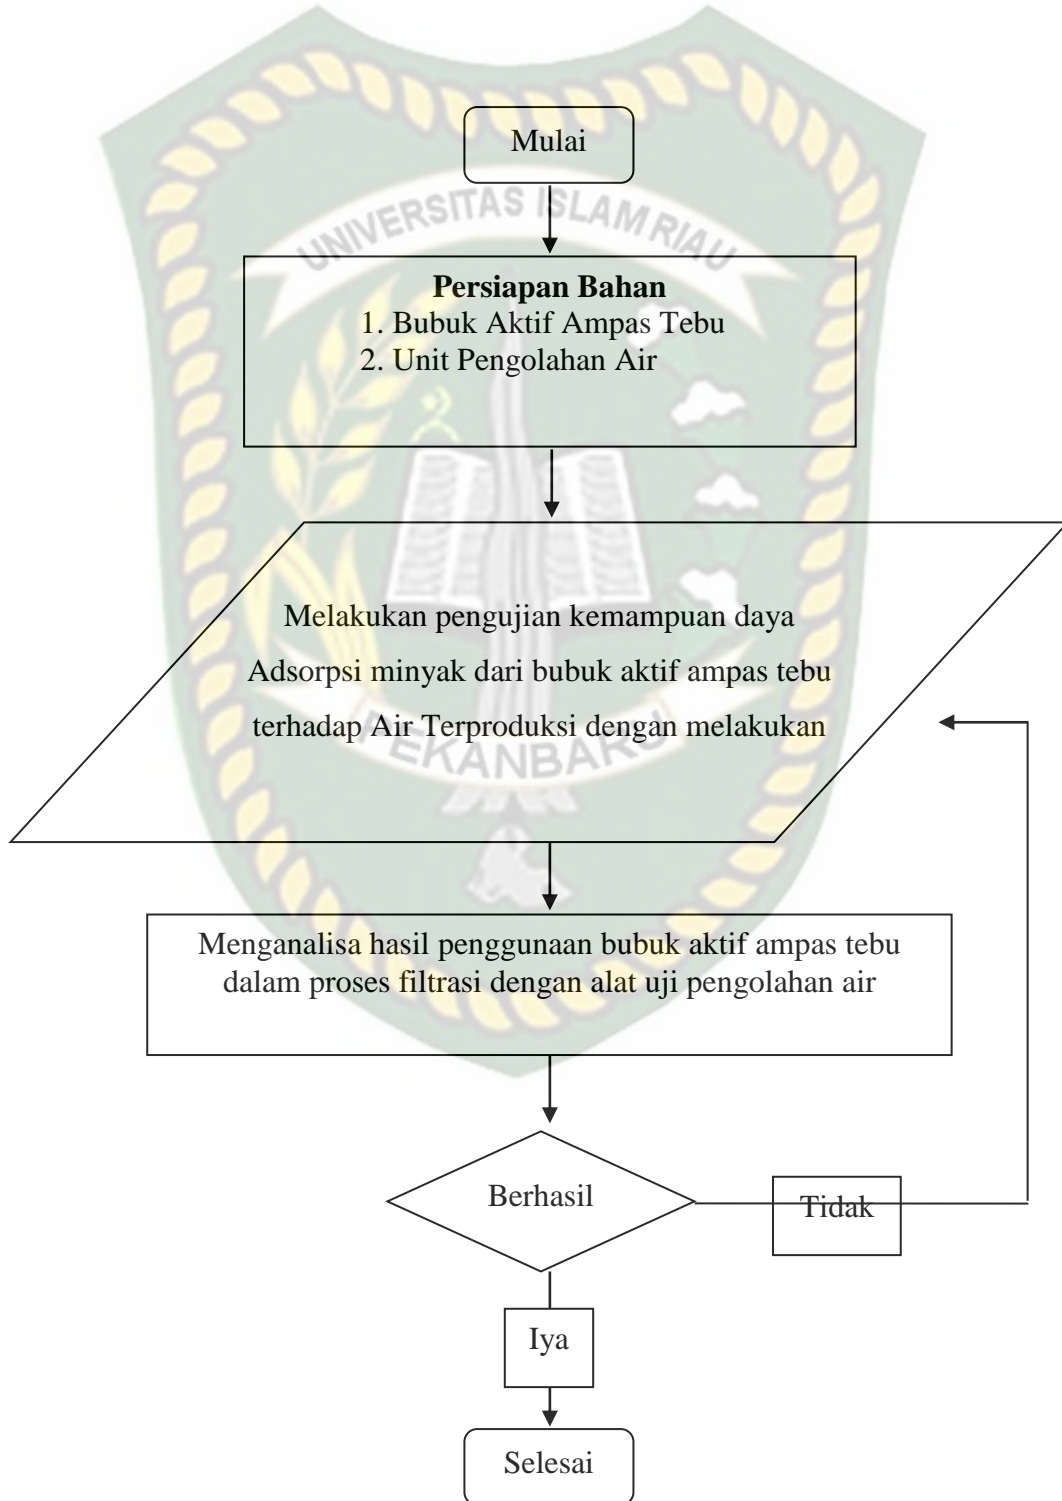 Mulai
UNIVERSITAS ISLAM RIAU
Persiapan Bahan
1. Bubuk Aktif Ampas Tebu
2. Unit Pengolahan Air
Melakukan pengujian kemampuan daya
Adsorpsi minyak dari bubuk aktif ampas tebu
terhadap Air Terproduksi dengan melakukan
PEKANBARU
Menganalisa hasil penggunaan bubuk aktif ampas tebu
dalam proses filtrasi dengan alat uji pengolahan air
Berhasil
Tidak
Iya
Selesai